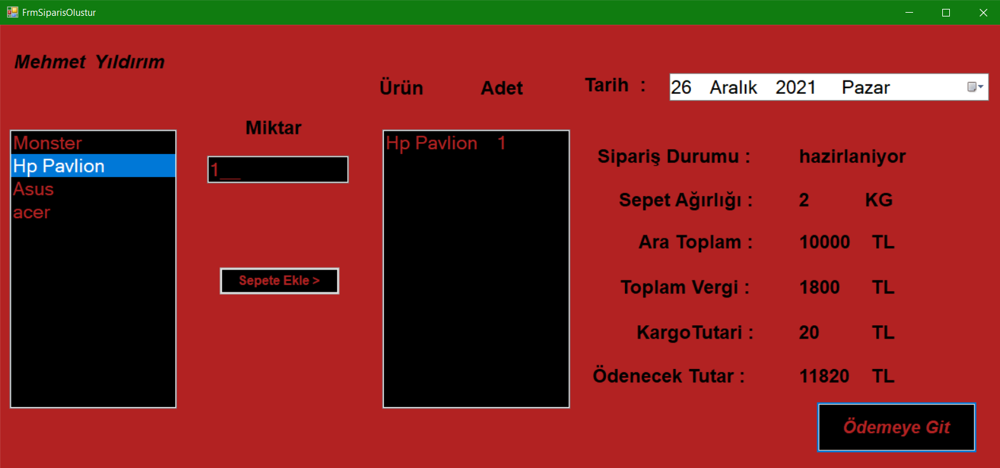 FrmSiparisOlustur
Mehmet Yıldırım
Ürün Adet
Tarih : 26 Aralık 2021 Pazar
Miktar
Monster
Hp Pavlion
Asus
acer
1__
Sepete Ekle >
Hp Pavlion 1
Sipariş Durumu : hazirlaniyor
Sepet Ağırlığı : 2 KG
Ara Toplam : 10000 TL
Toplam Vergi : 1800 TL
KargoTutari : 20 TL
Ödenecek Tutar : 11820 TL
Ödemeye Git